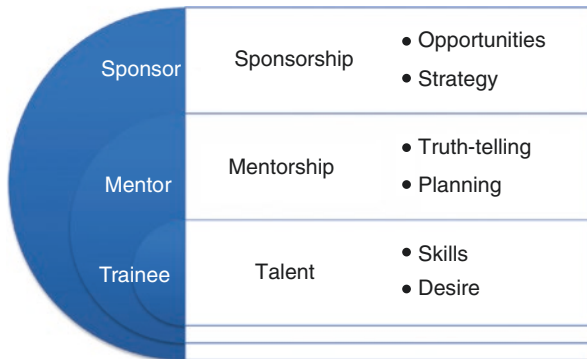 Sponsor Sponsorship • Opportunities
• Strategy
Mentor Mentorship • Truth-telling
• Planning
Trainee Talent • Skills
• Desire